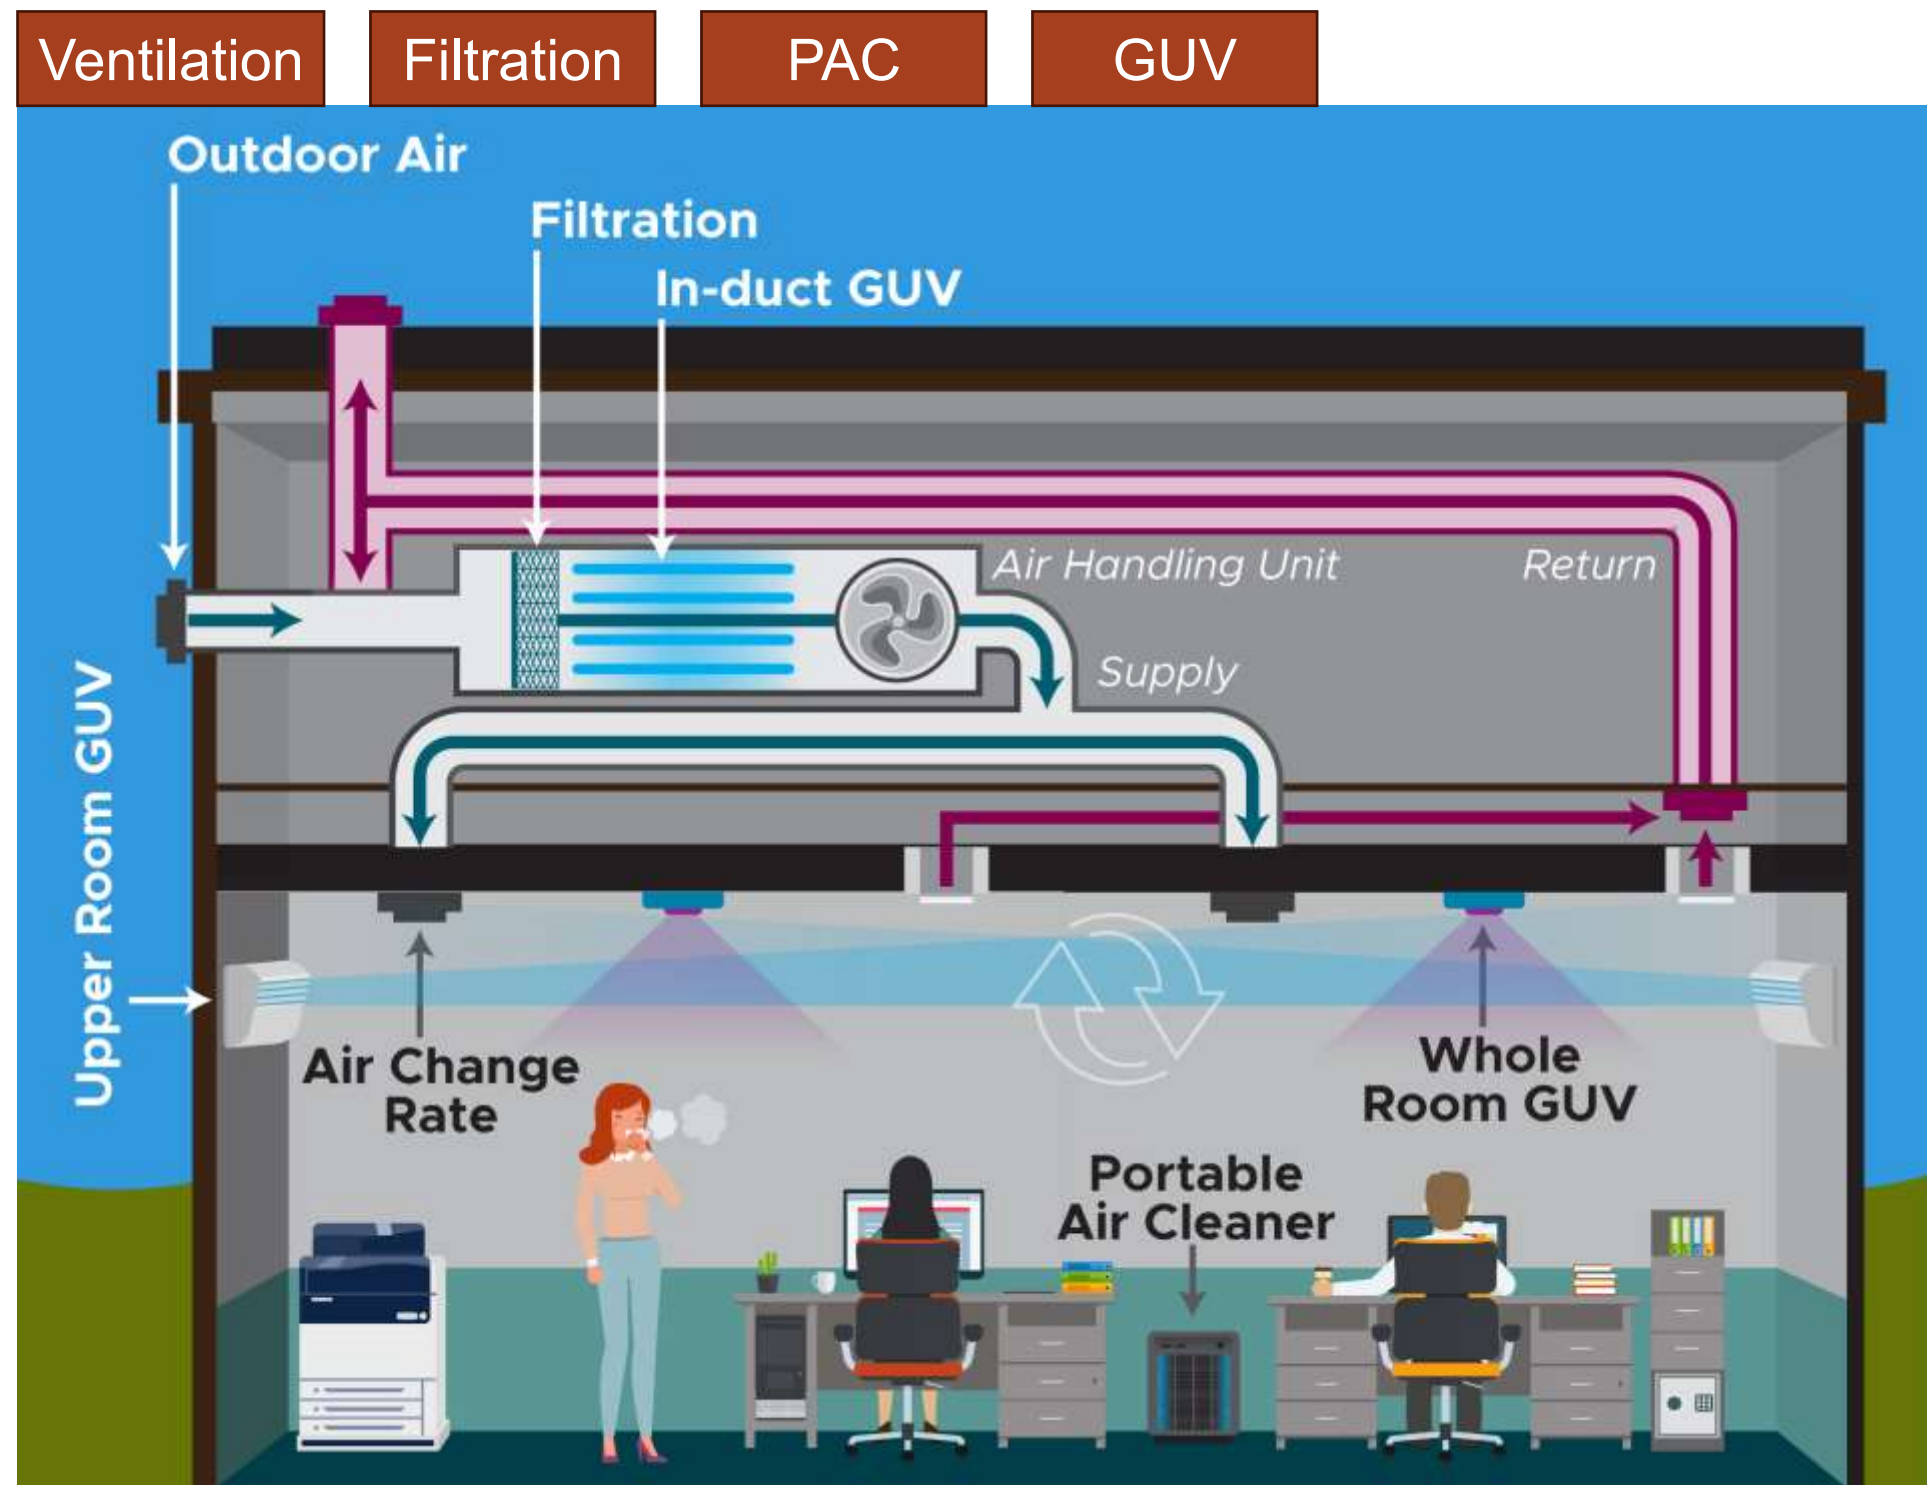 Ventilation
Filtration
PAC
GUV
Outdoor Air
Filtration
In-duct GUV
Air Handling Unit
Return
Supply
Upper Room GUV
Air Change
Rate
Whole
Room GUV
Portable
Air Cleaner